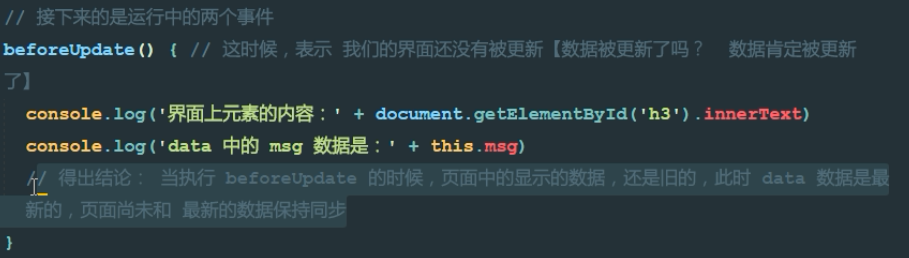 // 接下来的是运行中的两个事件
beforeUpdate() { // 这时候，表示 我们的界面还没有被更新【数据被更新了吗？  数据肯定被更新
了】
console.log('界面上元素的内容：' + document.getElementById('h3').innerText)
console.log('data 中的 msg 数据是：' + this.msg)
// 得出结论： 当执行 beforeUpdate 的时候，页面中的显示的数据，还是旧的，此时 data 数据是最
新的，页面尚未和 最新的数据保持同步
}